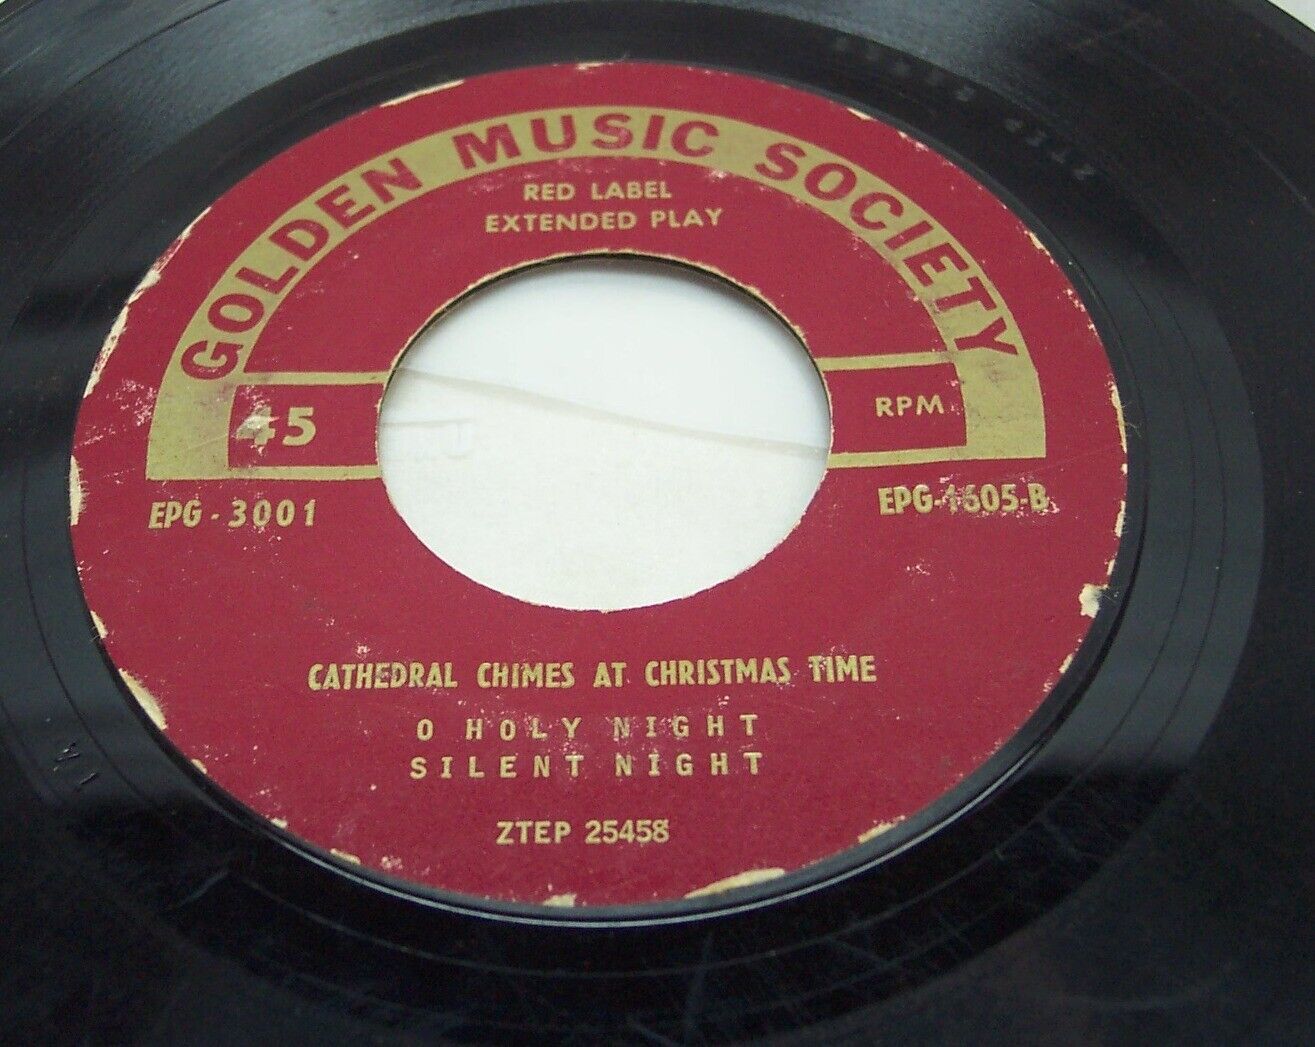 GOLDEN MUSIC SOCIETY
RED LABEL
EXTENDED PLAY
45
RPM
EPG - 3001
EPG-1605-B
CATHEDRAL CHIMES AT CHRISTMAS TIME
O HOLY NIGHT
SILENT NIGHT
ZTEP 25458
1A